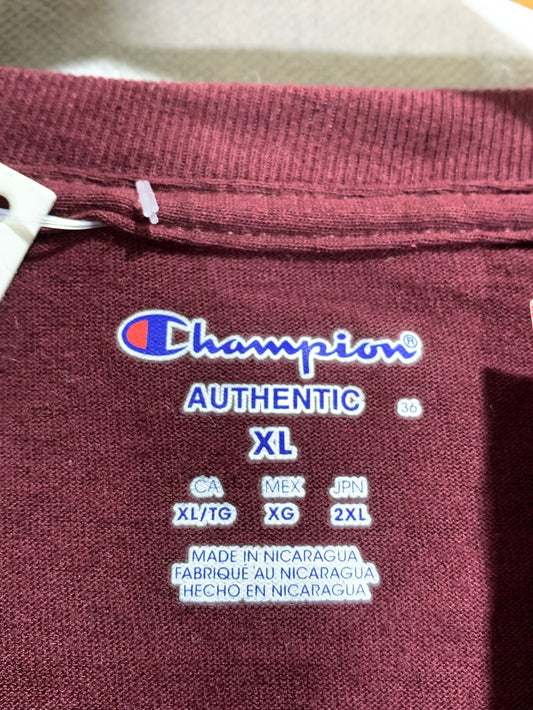 Champion®
AUTHENTIC 36
XL
CA MEX JPN
XL/TG XG 2XL
MADE IN NICARAGUA
FABRIQUÉ AU NICARAGUA
HECHO EN NICARAGUA